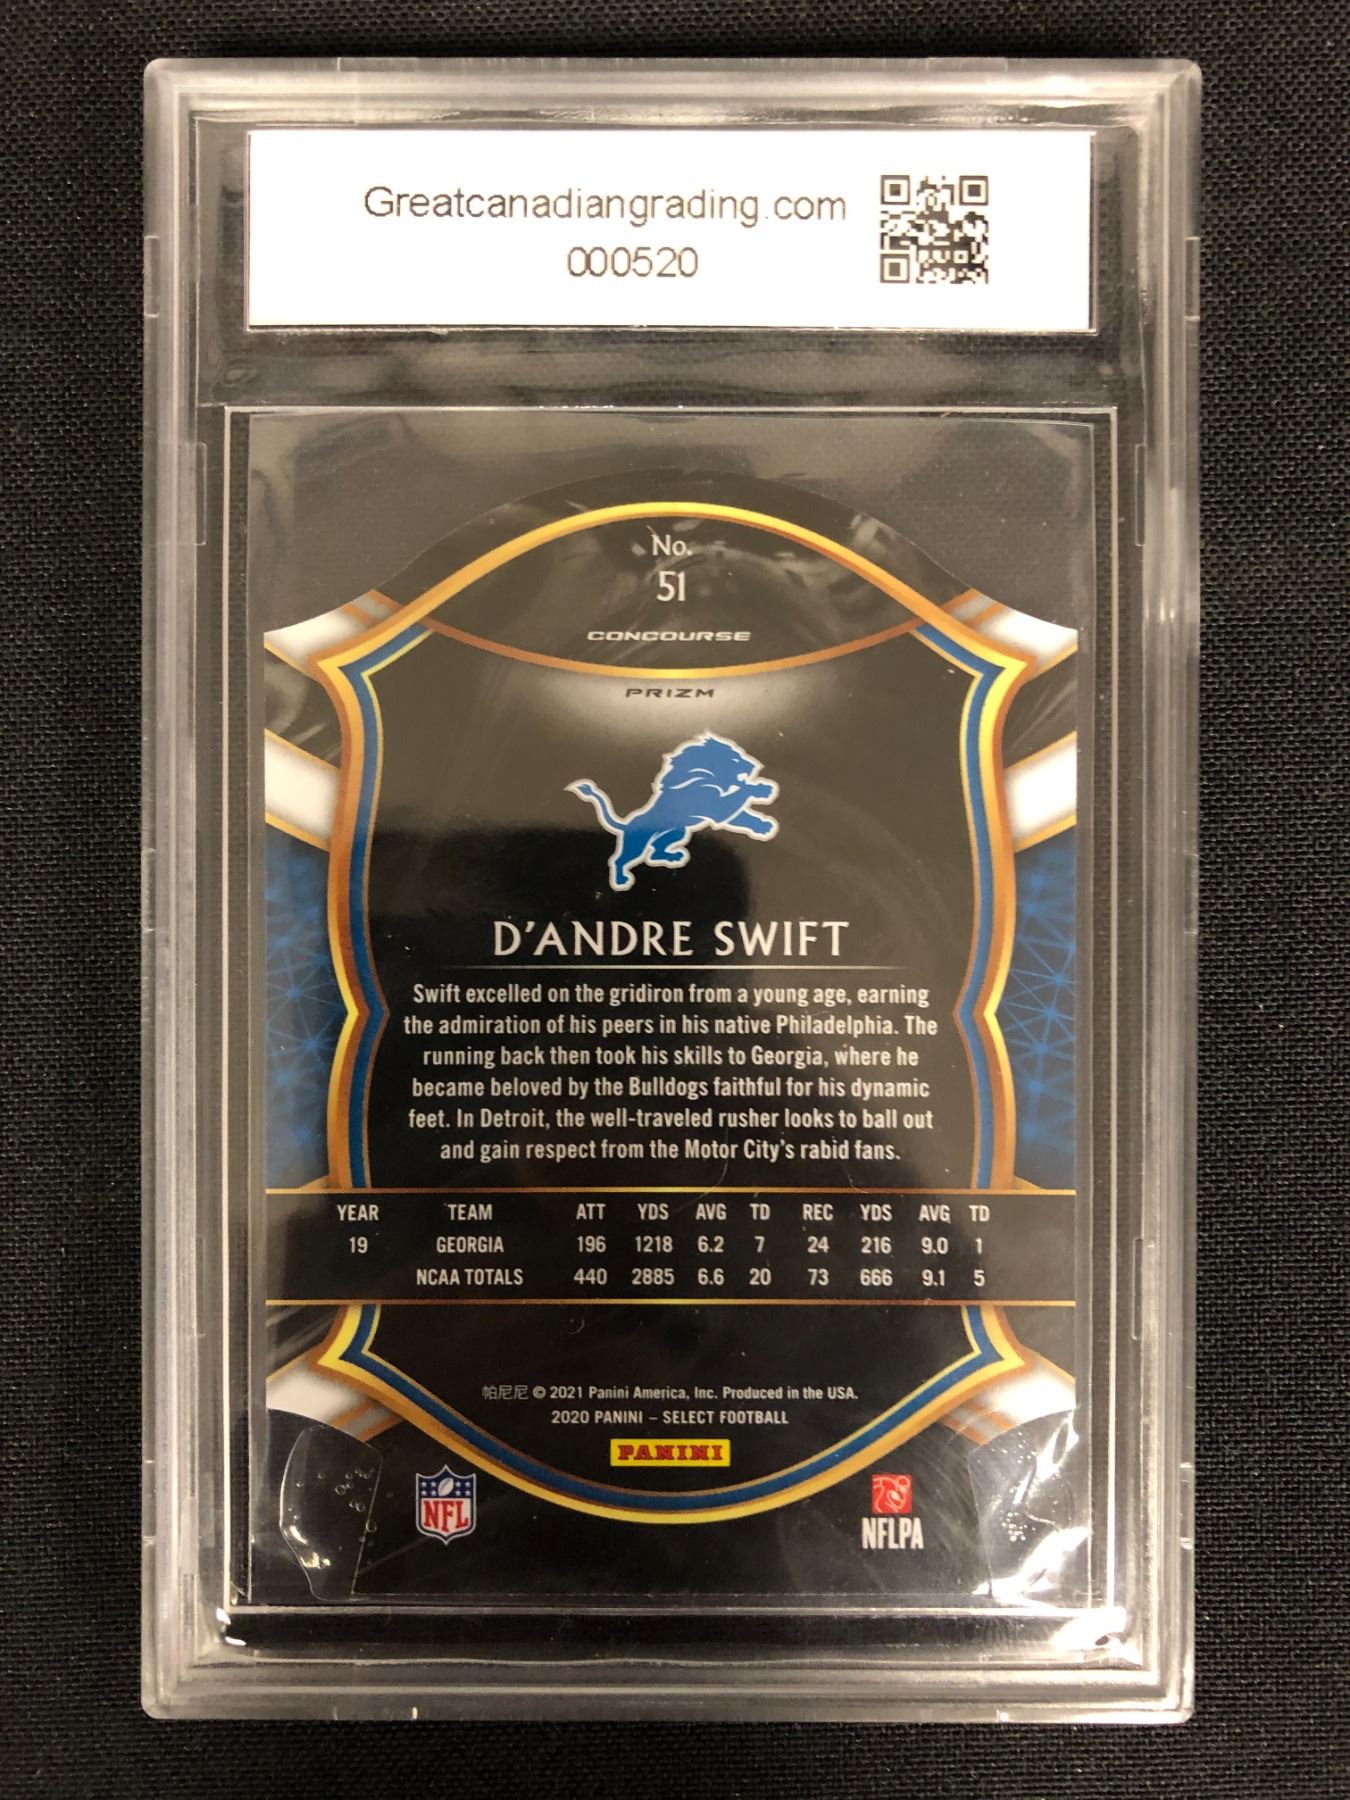 Greatcanadiangrading.com
000520
No.
51
CONCOURSE
PRIZM
D'ANDRE SWIFT
Swift excelled on the gridiron from a young age, earning
the admiration of his peers in his native Philadelphia. The
running back then took his skills to Georgia, where he
became beloved by the Bulldogs faithful for his dynamic
feet. In Detroit, the well-traveled rusher looks to ball out
and gain respect from the Motor City's rabid fans.
YEAR TEAM ATT YDS AVG TD REC YDS AVG TD
19 GEORGIA 196 1218 6.2 7 24 216 9.0 1
NCAA TOTALS 440 2885 6.6 20 73 666 9.1 5
帕尼尼 © 2021 Panini America, Inc. Produced in the USA.
2020 PANINI – SELECT FOOTBALL
PANINI
NFL
NFLPA